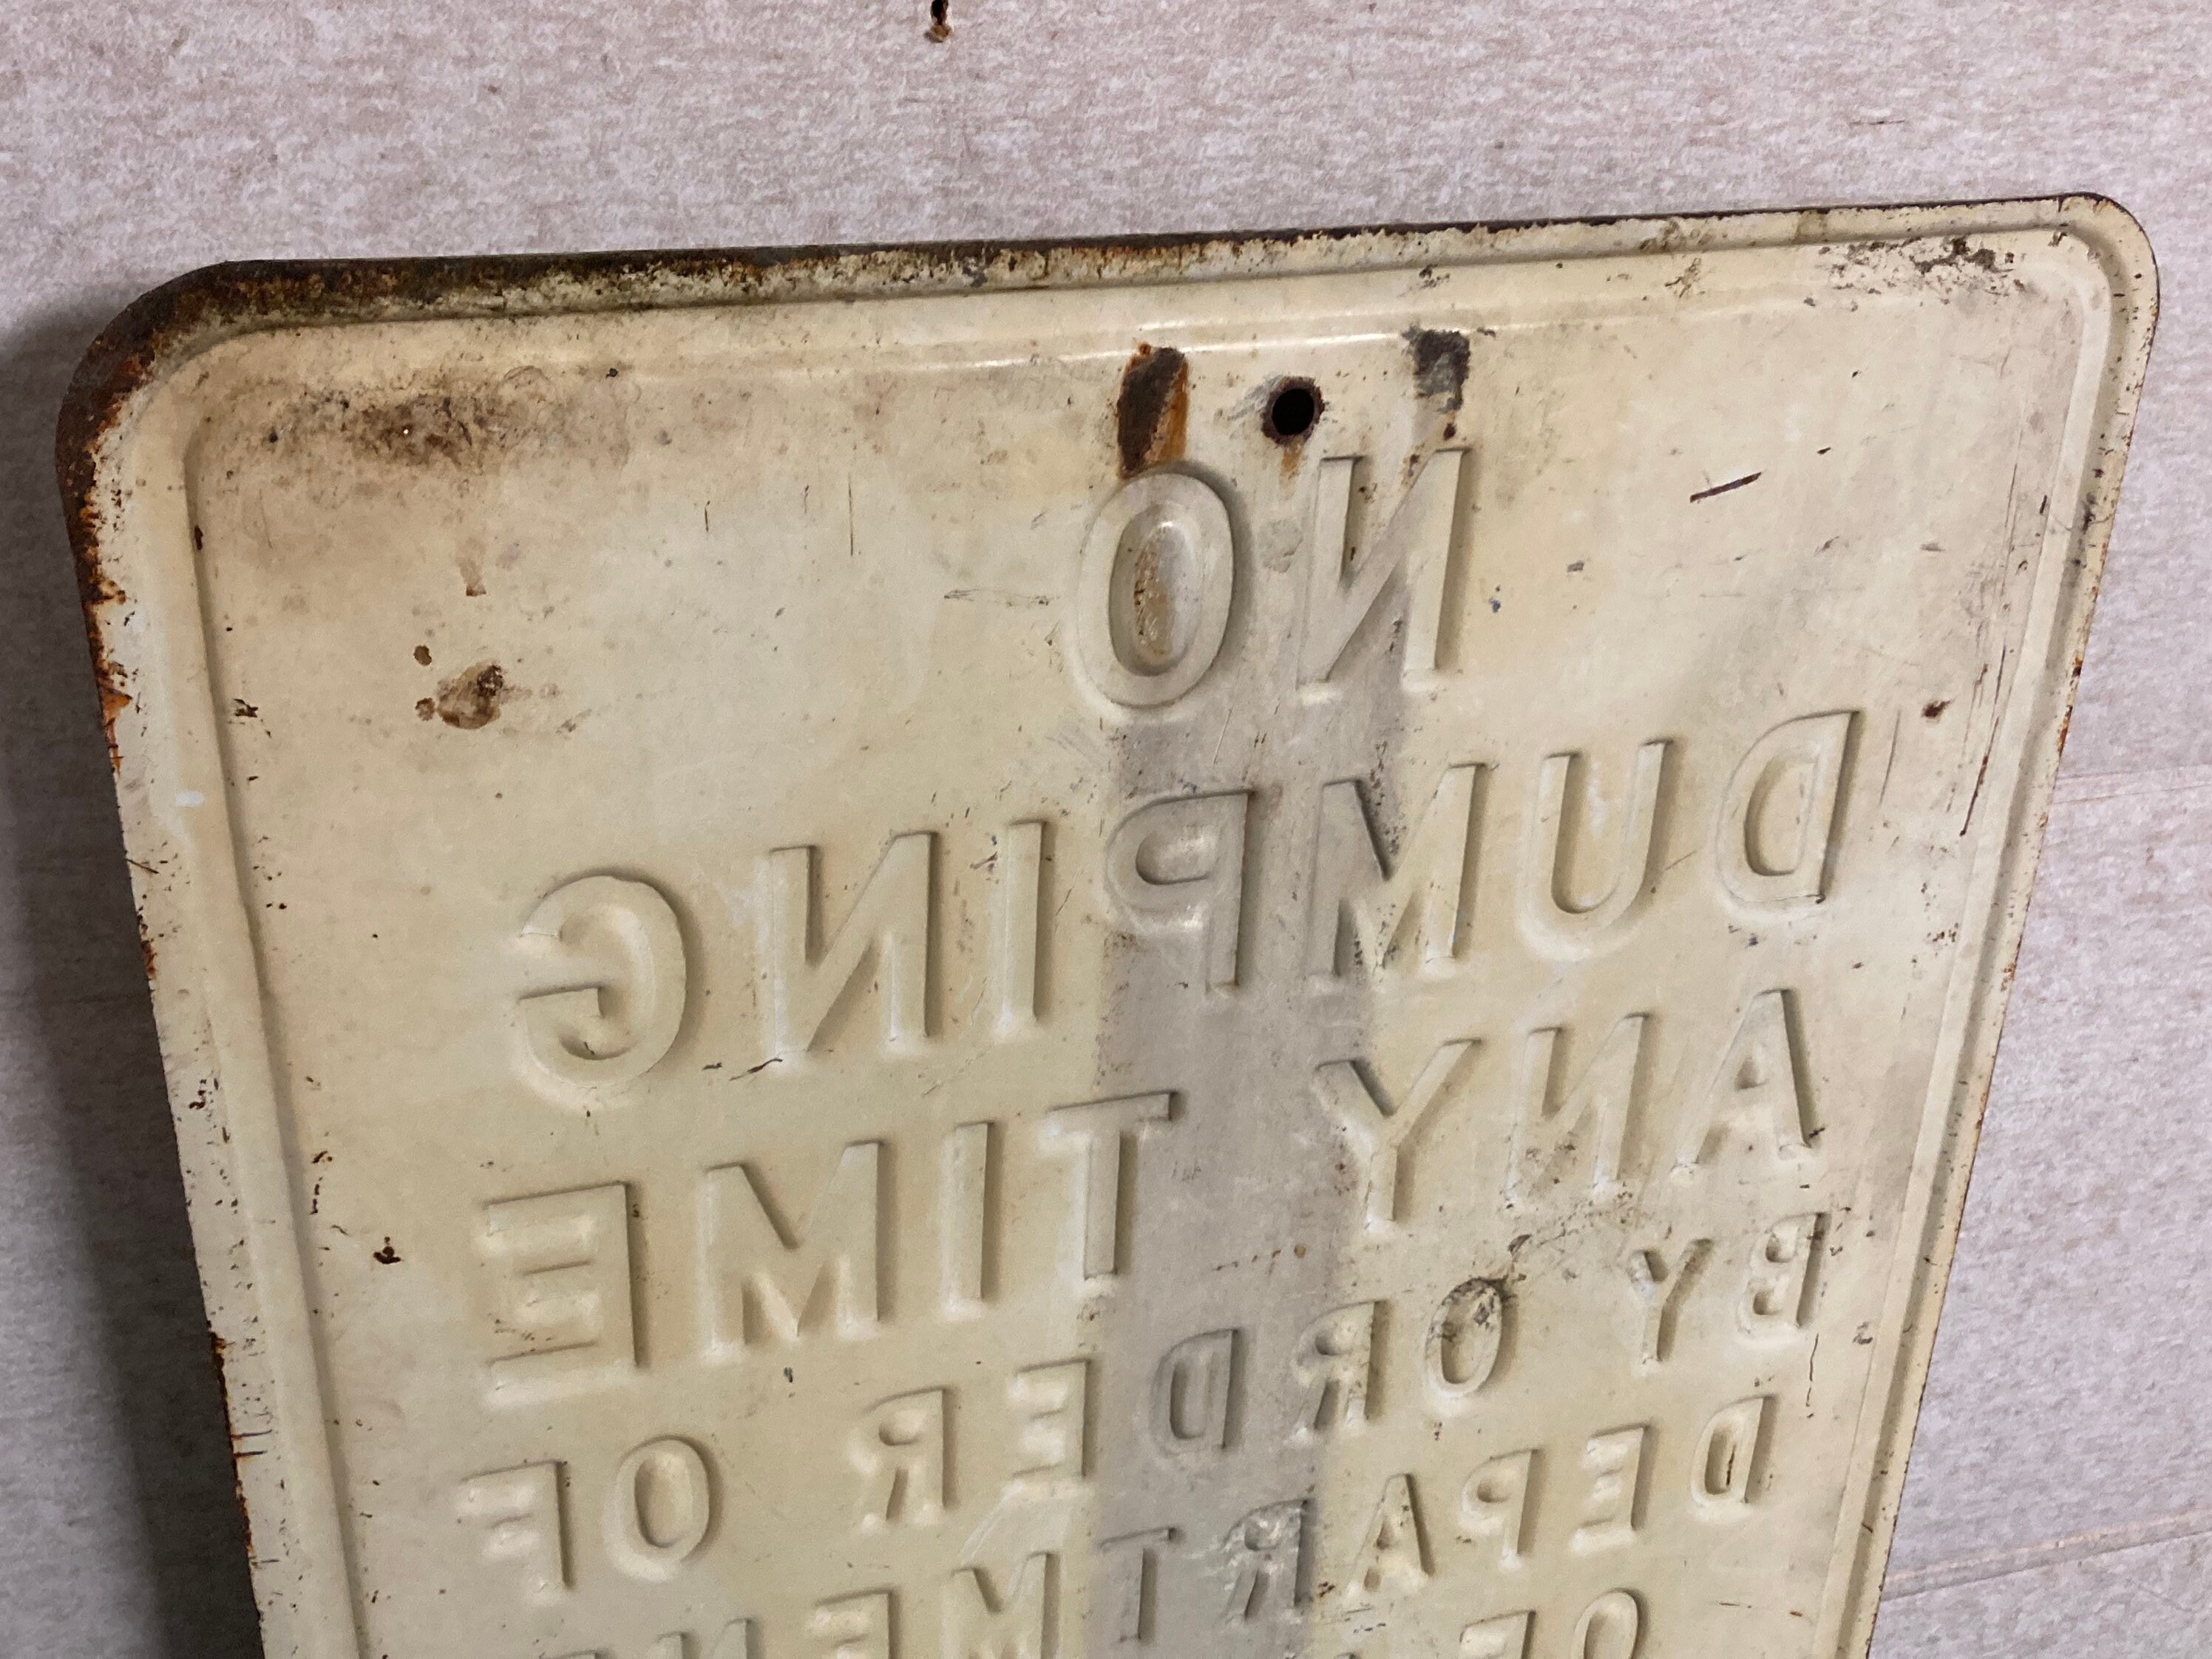 NO
DUMPING
ANY TIME
BY ORDER OF
DEPARTMENT
OF